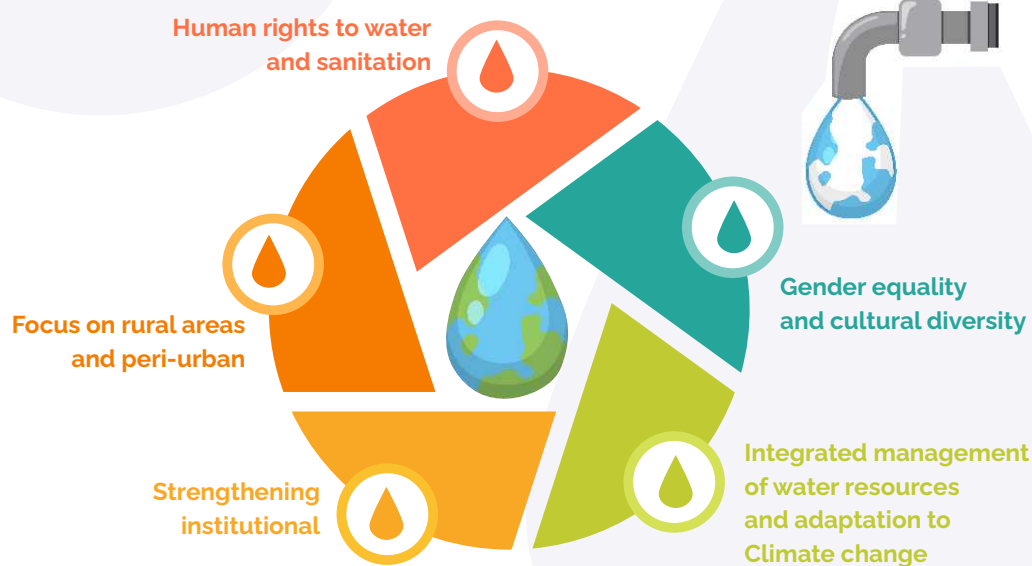 Human rights to water
and sanitation
Gender equality
and cultural diversity
Focus on rural areas
and peri-urban
Integrated management
of water resources
and adaptation to
Climate change
Strengthening
institutional